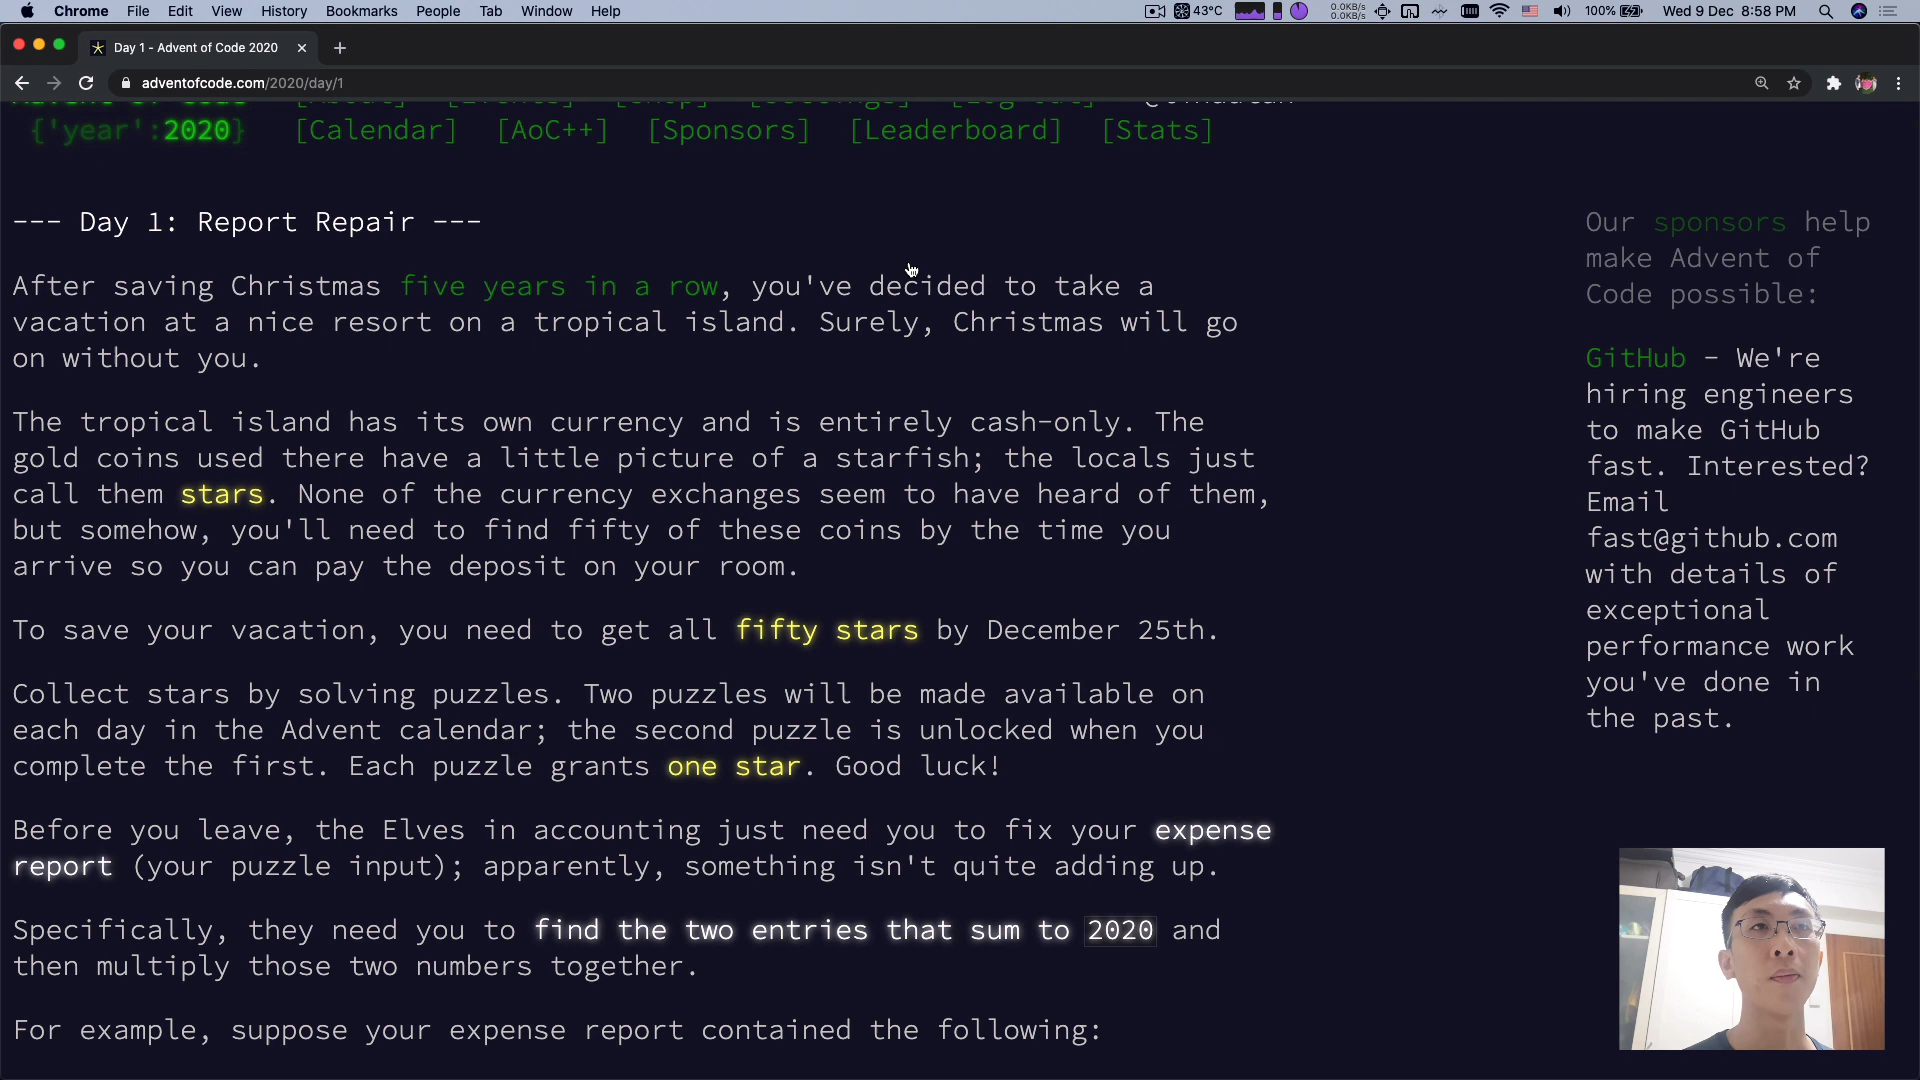 Chrome File Edit View History Bookmarks People Tab Window Help 43°C 0.0KB/s 0.0KB/s 100% Wed 9 Dec 8:58 PM
Day 1 - Advent of Code 2020
adventofcode.com/2020/day/1
{'year':2020} [Calendar] [AoC++] [Sponsors] [Leaderboard] [Stats]
--- Day 1: Report Repair ---
After saving Christmas five years in a row, you've decided to take a
vacation at a nice resort on a tropical island. Surely, Christmas will go
on without you.
The tropical island has its own currency and is entirely cash-only. The
gold coins used there have a little picture of a starfish; the locals just
call them stars. None of the currency exchanges seem to have heard of them,
but somehow, you'll need to find fifty of these coins by the time you
arrive so you can pay the deposit on your room.
To save your vacation, you need to get all fifty stars by December 25th.
Collect stars by solving puzzles. Two puzzles will be made available on
each day in the Advent calendar; the second puzzle is unlocked when you
complete the first. Each puzzle grants one star. Good luck!
Before you leave, the Elves in accounting just need you to fix your expense
report (your puzzle input); apparently, something isn't quite adding up.
Specifically, they need you to find the two entries that sum to 2020 and
then multiply those two numbers together.
For example, suppose your expense report contained the following:
Our sponsors help
make Advent of
Code possible:
GitHub - We're
hiring engineers
to make GitHub
fast. Interested?
Email
fast@github.com
with details of
exceptional
performance work
you've done in
the past.